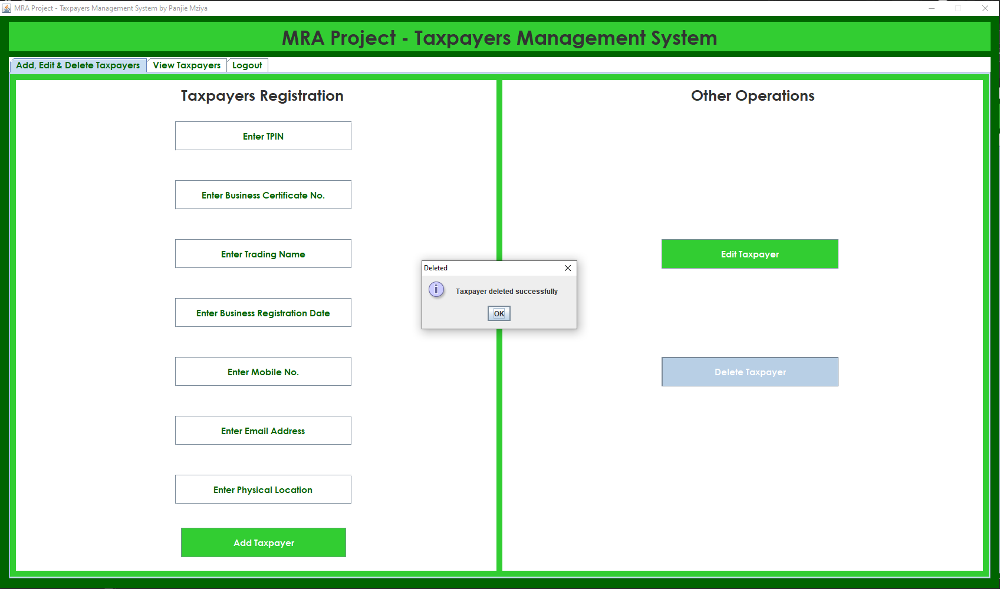 MRA Project - Taxpayers Management System by Panjie Mziya
MRA Project - Taxpayers Management System
Add, Edit & Delete Taxpayers
View Taxpayers
Logout
Taxpayers Registration
Enter TPIN
Enter Business Certificate No.
Enter Trading Name
Enter Business Registration Date
Enter Mobile No.
Enter Email Address
Enter Physical Location
Add Taxpayer
Other Operations
Edit Taxpayer
Delete Taxpayer
Deleted
Taxpayer deleted successfully
OK